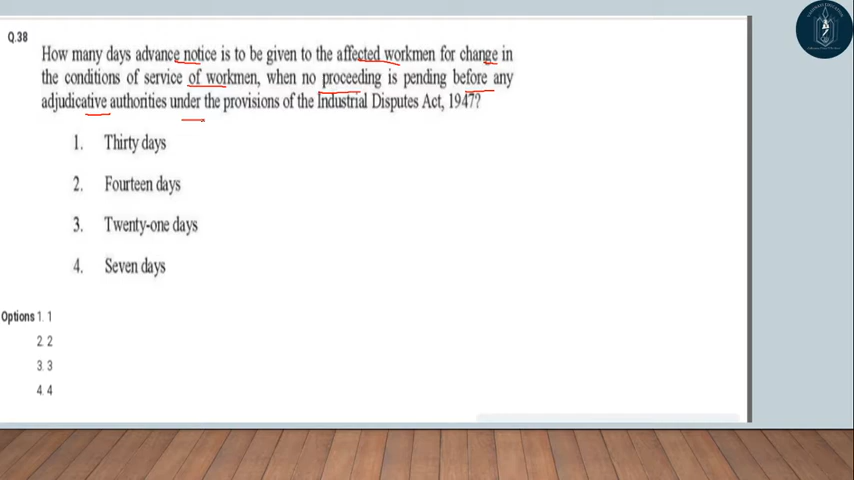 Q.38
How many days advance notice is to be given to the affected workmen for change in
the conditions of service of workmen, when no proceeding is pending before any
adjudicative authorities under the provisions of the Industrial Disputes Act, 1947?
1. Thirty days
2. Fourteen days
3. Twenty-one days
4. Seven days
Options 1. 1
2. 2
3. 3
4. 4